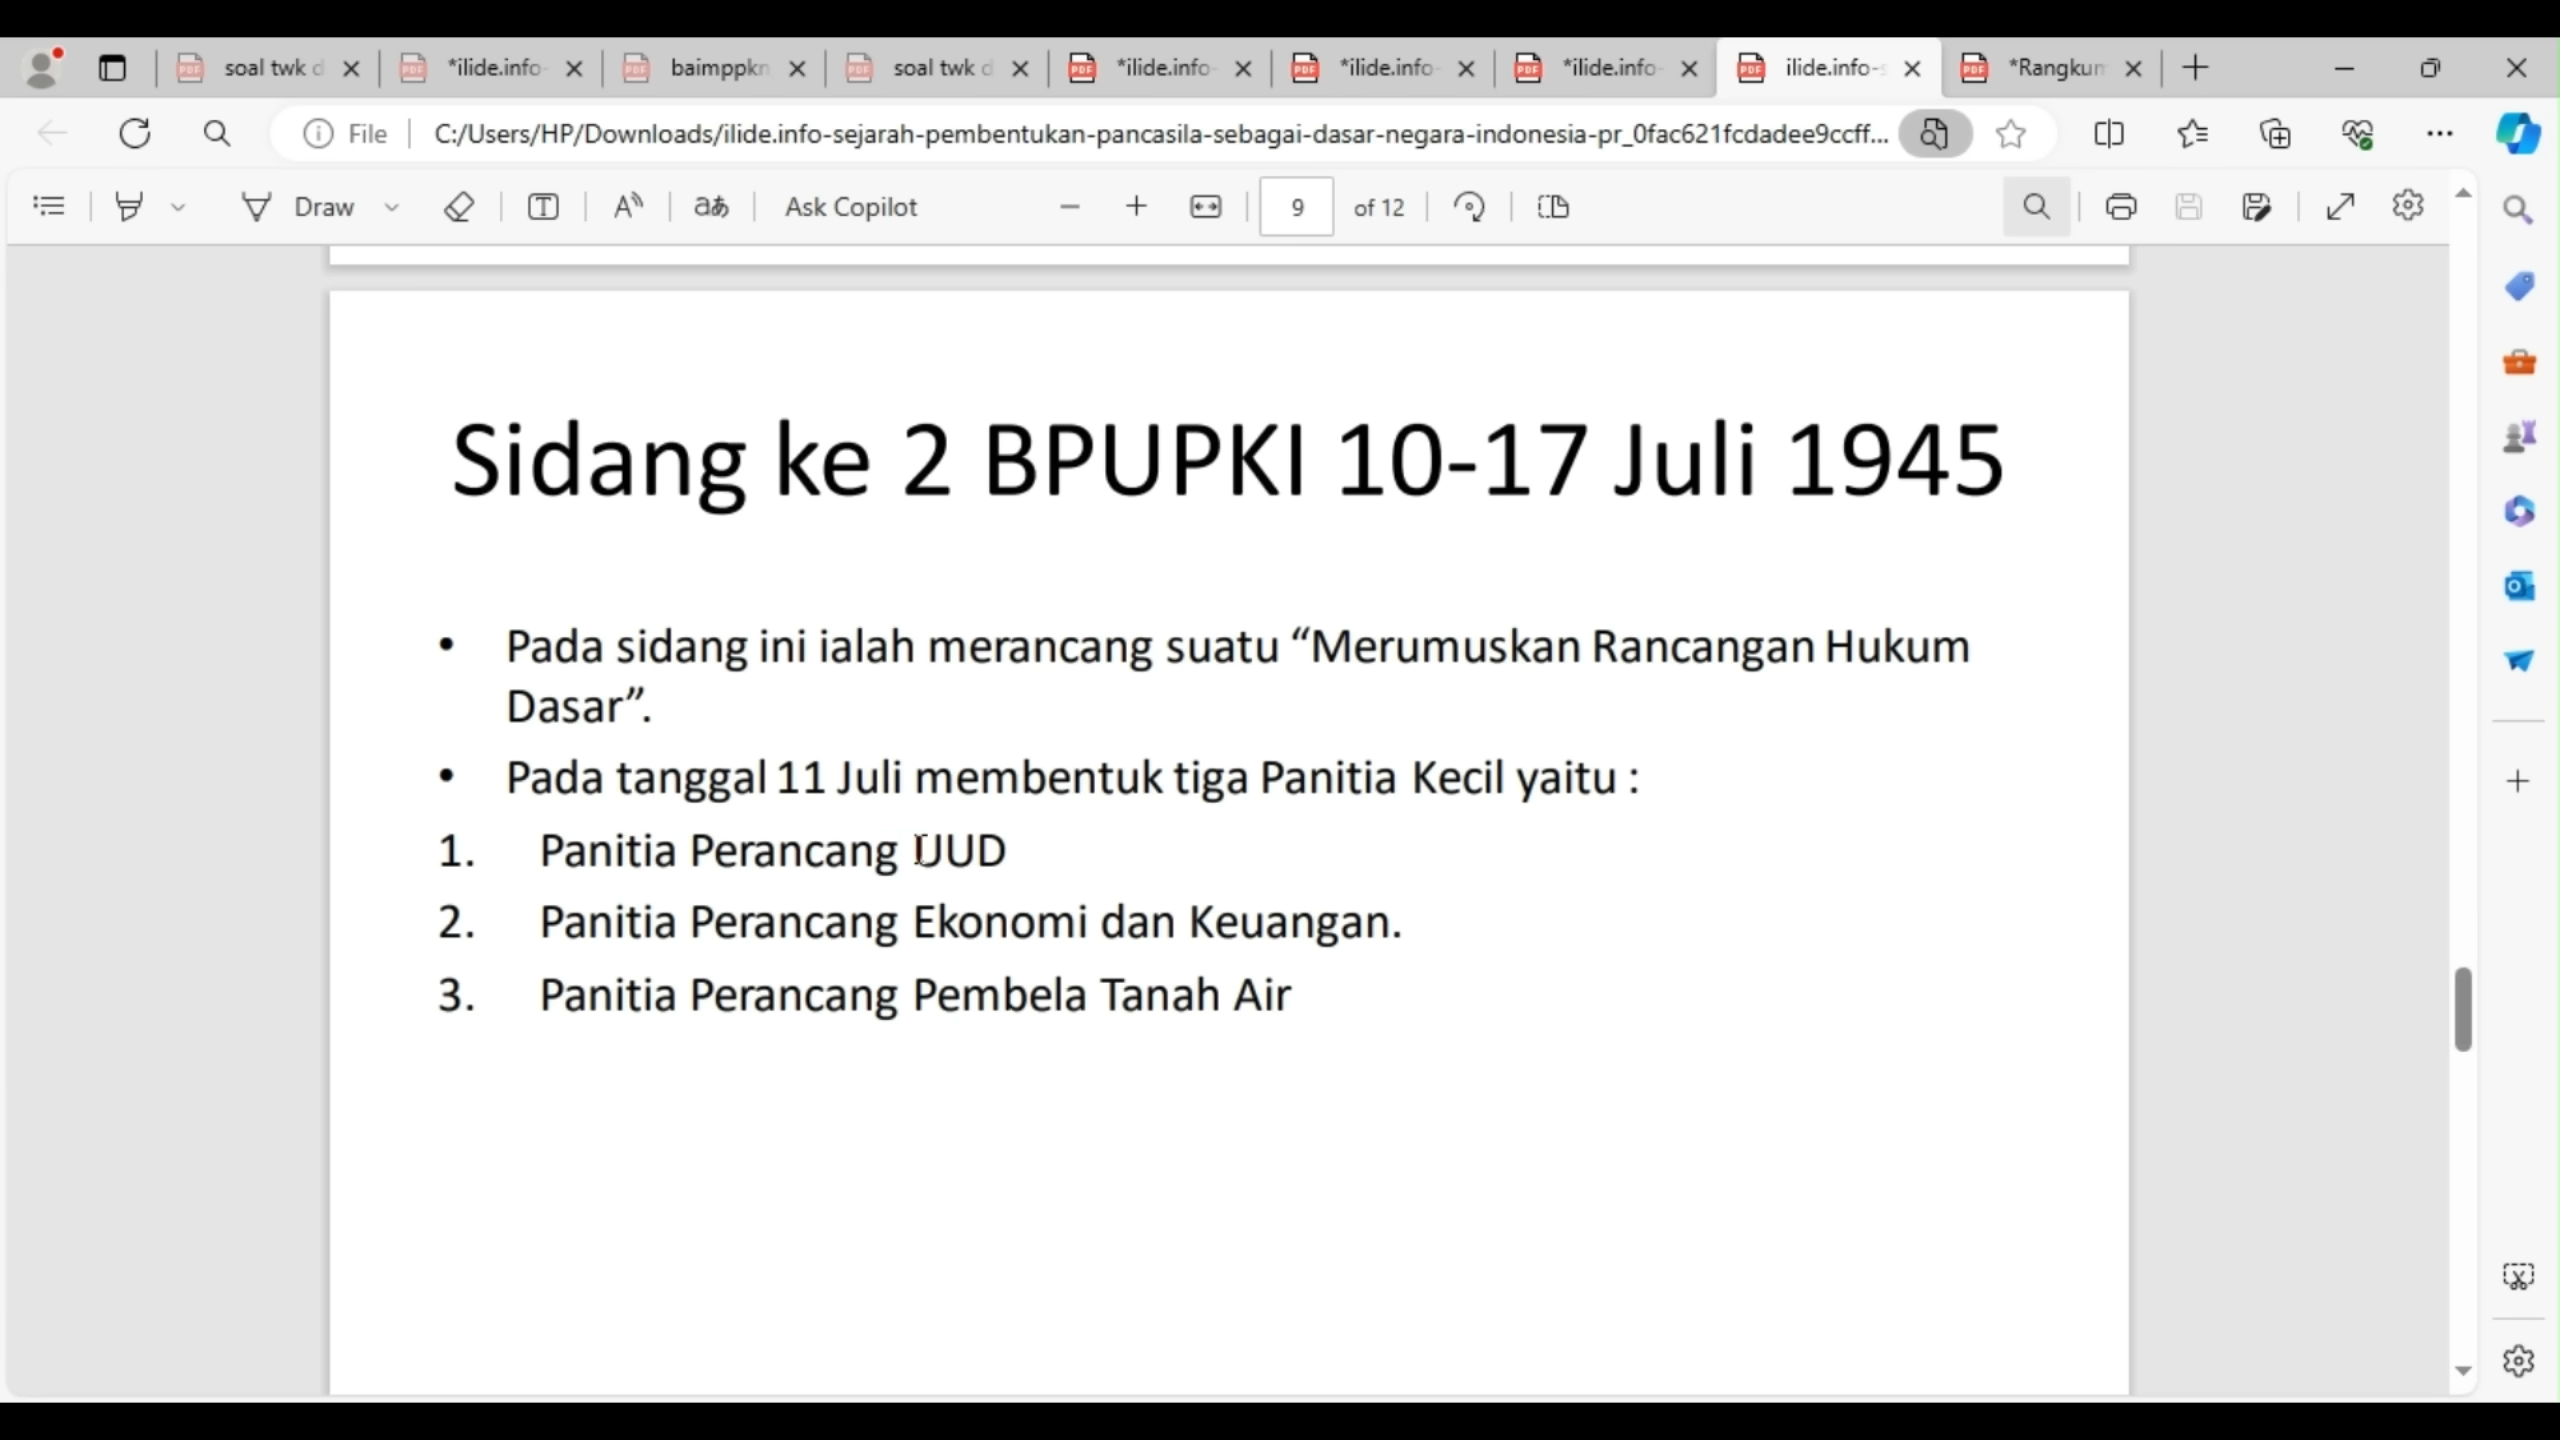 soal twk d
*ilide.info-
baimppkn
soal twk d
*ilide.info-
*ilide.info-
*ilide.info-
ilide.info-s
*Rangkum
File
C:/Users/HP/Downloads/ilide.info-sejarah-pembentukan-pancasila-sebagai-dasar-negara-indonesia-pr_0fac621fcdadee9ccff...
Draw
Ask Copilot
9
of 12
Sidang ke 2 BPUPKI 10-17 Juli 1945
• Pada sidang ini ialah merancang suatu “Merumuskan Rancangan Hukum
Dasar”.
• Pada tanggal 11 Juli membentuk tiga Panitia Kecil yaitu :
1. Panitia Perancang UUD
2. Panitia Perancang Ekonomi dan Keuangan.
3. Panitia Perancang Pembela Tanah Air